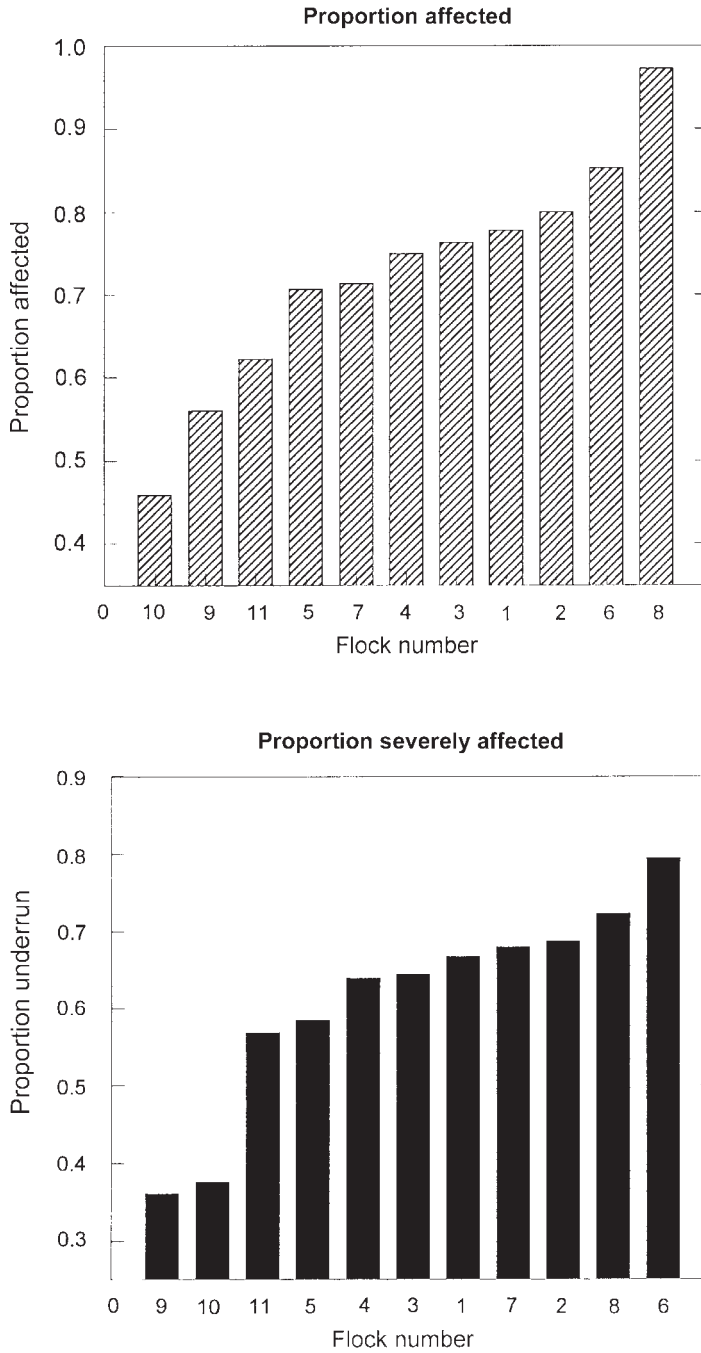 Proportion affected
1.0
0.9
0.8
0.7
0.6
0.5
0.4
Proportion affected
0 10 9 11 5 7 4 3 1 2 6 8
Flock number
Proportion severely affected
0.9
0.8
0.7
0.6
0.5
0.4
0.3
Proportion underrun
0 9 10 11 5 4 3 1 7 2 8 6
Flock number